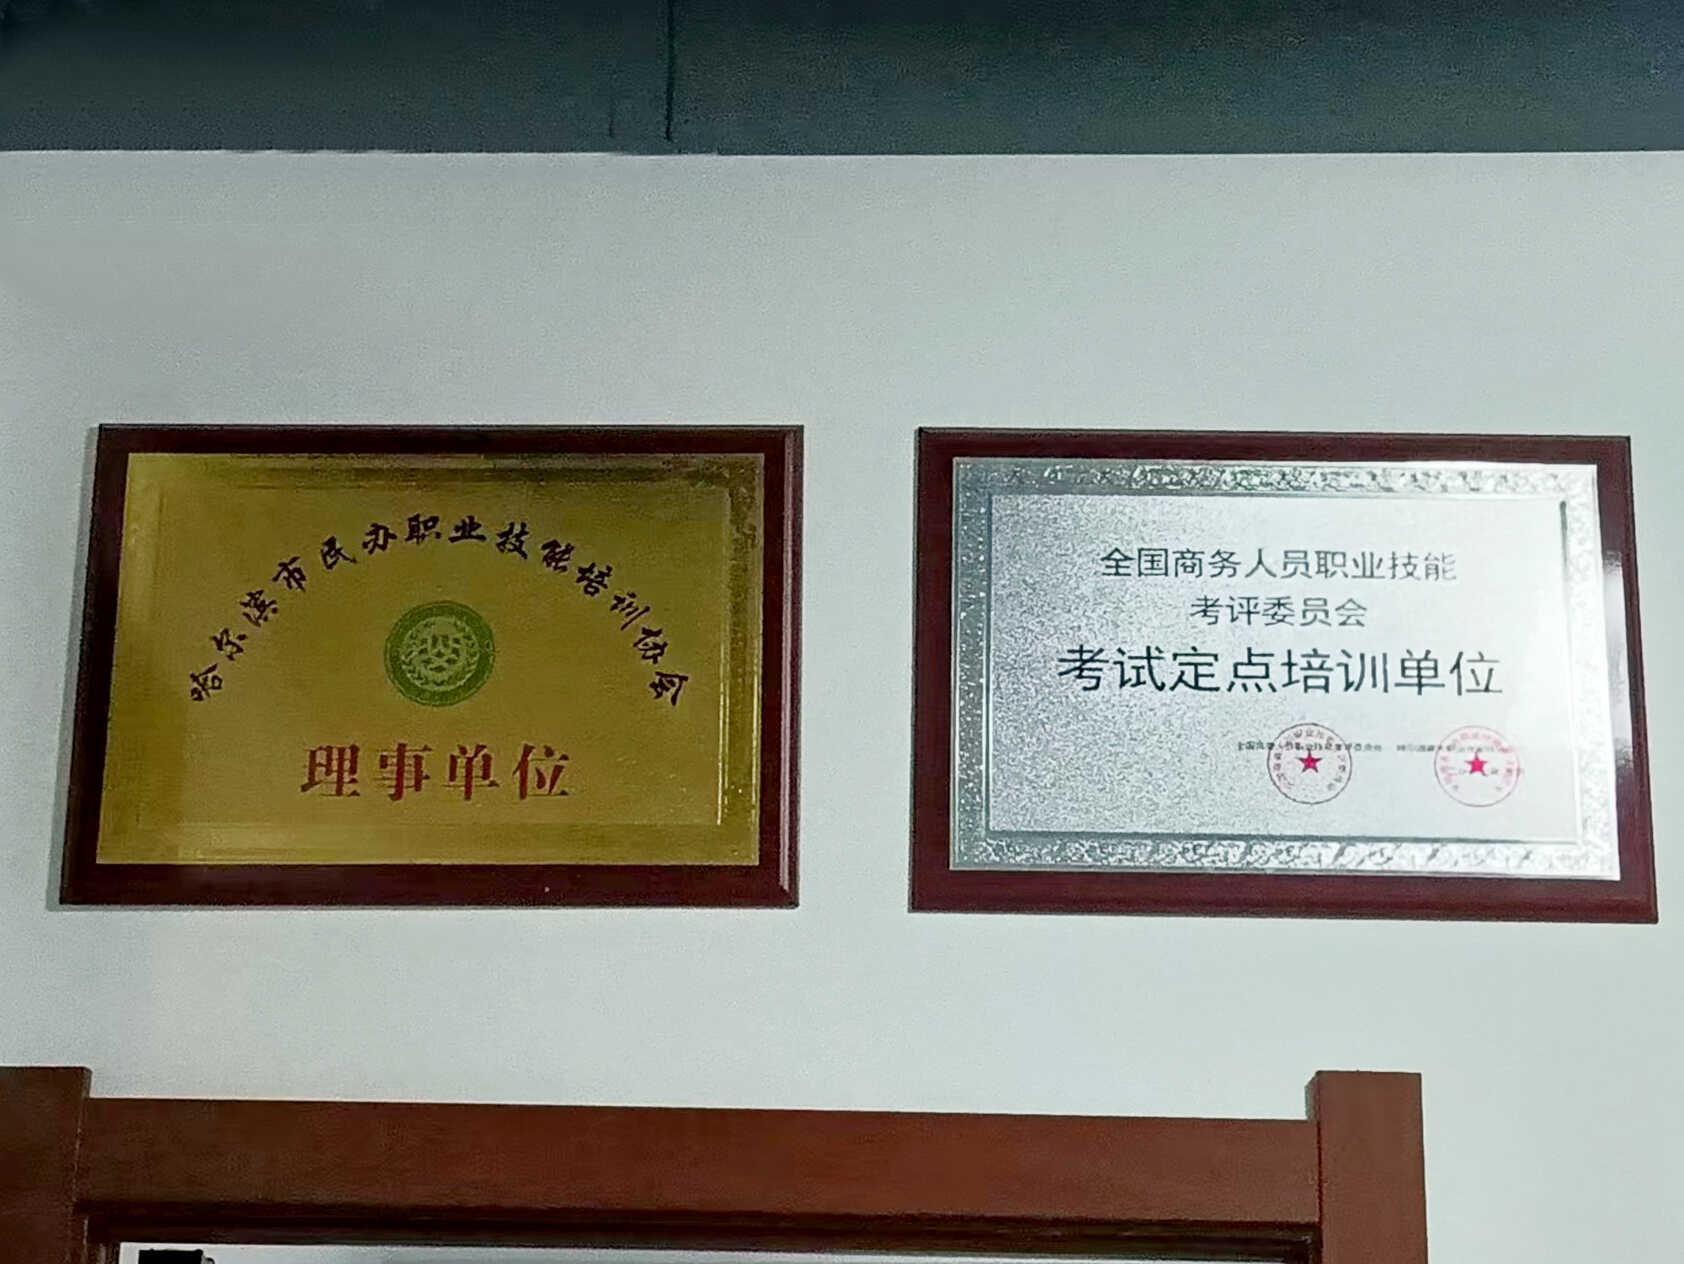 哈尔滨市民办职业技能培训协会
理事单位
全国商务人员职业技能
考评委员会
考试定点培训单位